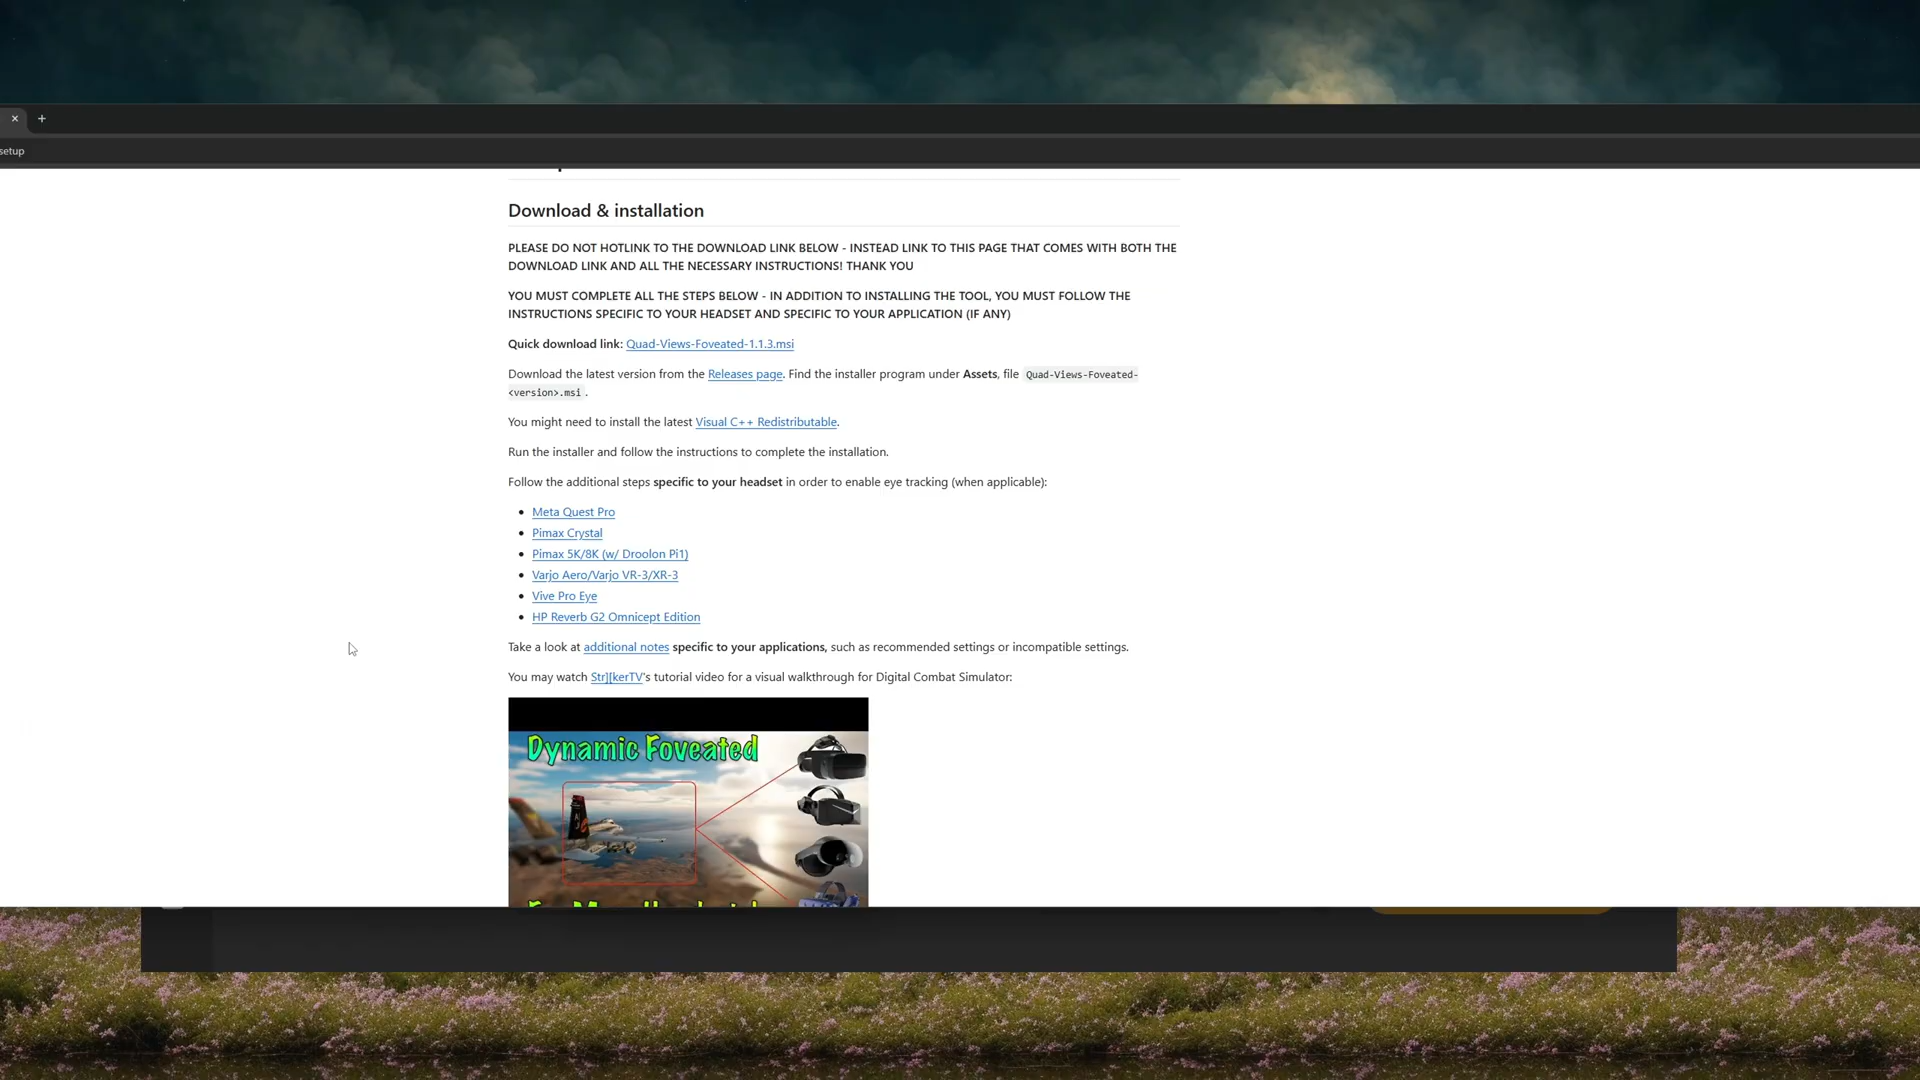 setup
Download & installation
PLEASE DO NOT HOTLINK TO THE DOWNLOAD LINK BELOW - INSTEAD LINK TO THIS PAGE THAT COMES WITH BOTH THE
DOWNLOAD LINK AND ALL THE NECESSARY INSTRUCTIONS! THANK YOU
YOU MUST COMPLETE ALL THE STEPS BELOW - IN ADDITION TO INSTALLING THE TOOL, YOU MUST FOLLOW THE
INSTRUCTIONS SPECIFIC TO YOUR HEADSET AND SPECIFIC TO YOUR APPLICATION (IF ANY)
Quick download link: Quad-Views-Foveated-1.1.3.msi
Download the latest version from the Releases page. Find the installer program under Assets, file Quad-Views-Foveated-
<version>.msi .
You might need to install the latest Visual C++ Redistributable.
Run the installer and follow the instructions to complete the installation.
Follow the additional steps specific to your headset in order to enable eye tracking (when applicable):
Meta Quest Pro
Pimax Crystal
Pimax 5K/8K (w/ Droolon Pi1)
Varjo Aero/Varjo VR-3/XR-3
Vive Pro Eye
HP Reverb G2 Omnicept Edition
Take a look at additional notes specific to your applications, such as recommended settings or incompatible settings.
You may watch Str][kerTV's tutorial video for a visual walkthrough for Digital Combat Simulator:
Dynamic Foveated